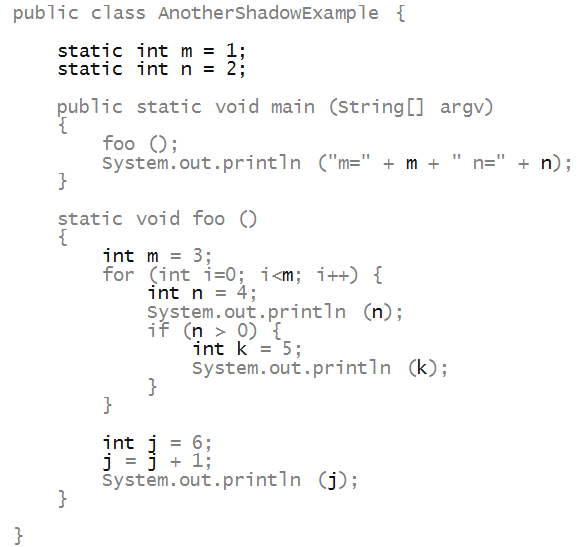 public class AnotherShadowExample {
static int m = 1;
static int n = 2;
public static void main (String[] argv)
{
foo ();
System.out.println ("m=" + m + " n=" + n);
}
static void foo ()
{
int m = 3;
for (int i=0; i<m; i++) {
int n = 4;
System.out.println (n);
if (n > 0) {
int k = 5;
System.out.println (k);
}
}
int j = 6;
j = j + 1;
System.out.println (j);
}
}